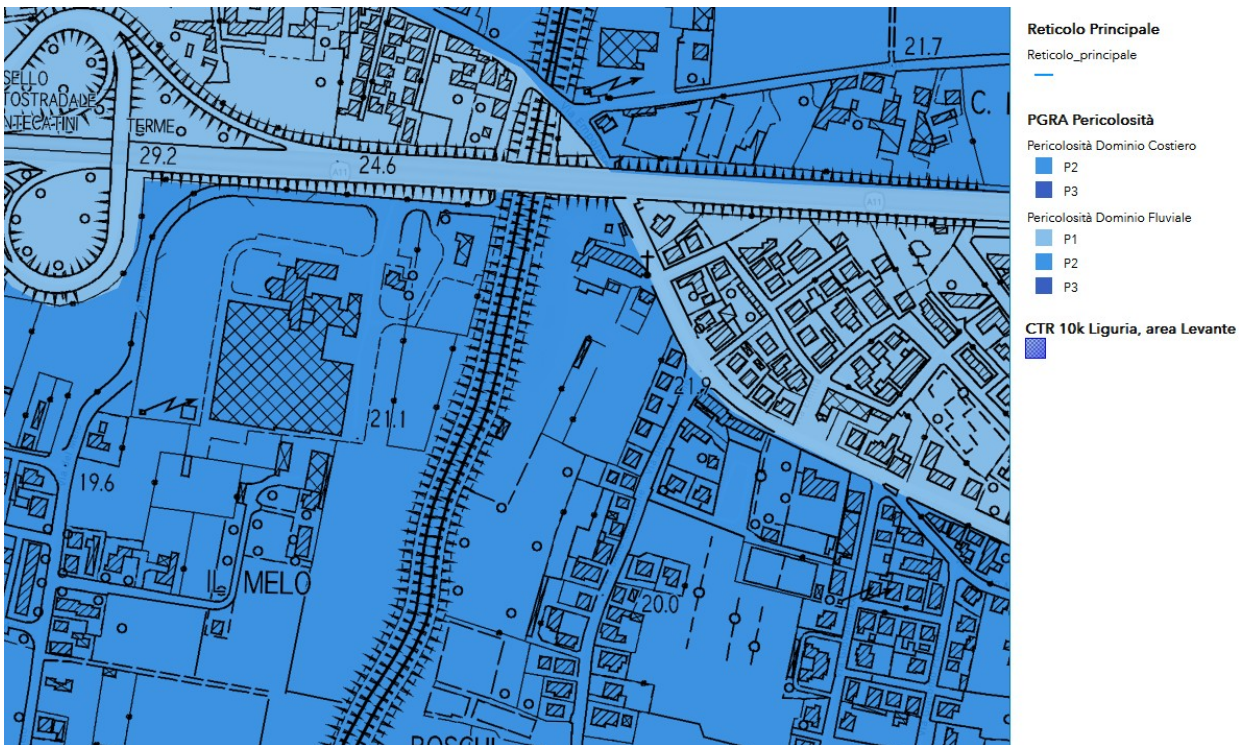 21.7
SELLO
TOSTRADALE
NTECATINI TERME
C. I
29.2
A11
24.6
A11
21.9
21.1
19.6
IL MELO
20.0
BOSCHI
Reticolo Principale
Reticolo_principale
PGRA Pericolosità
Pericolosità Dominio Costiero
P2
P3
Pericolosità Dominio Fluviale
P1
P2
P3
CTR 10k Liguria, area Levante